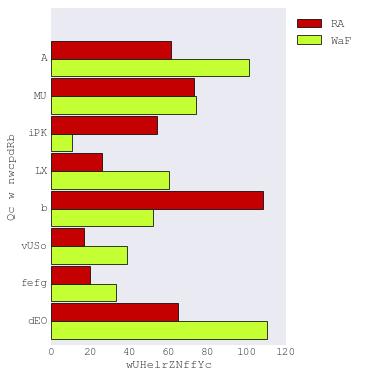 RA
WaF
A
MU
iPK
LX
b
vUSo
fefg
dEO
Qc w nwcpdRb
0 20 40 60 80 100 120
wUHelrZNffYc